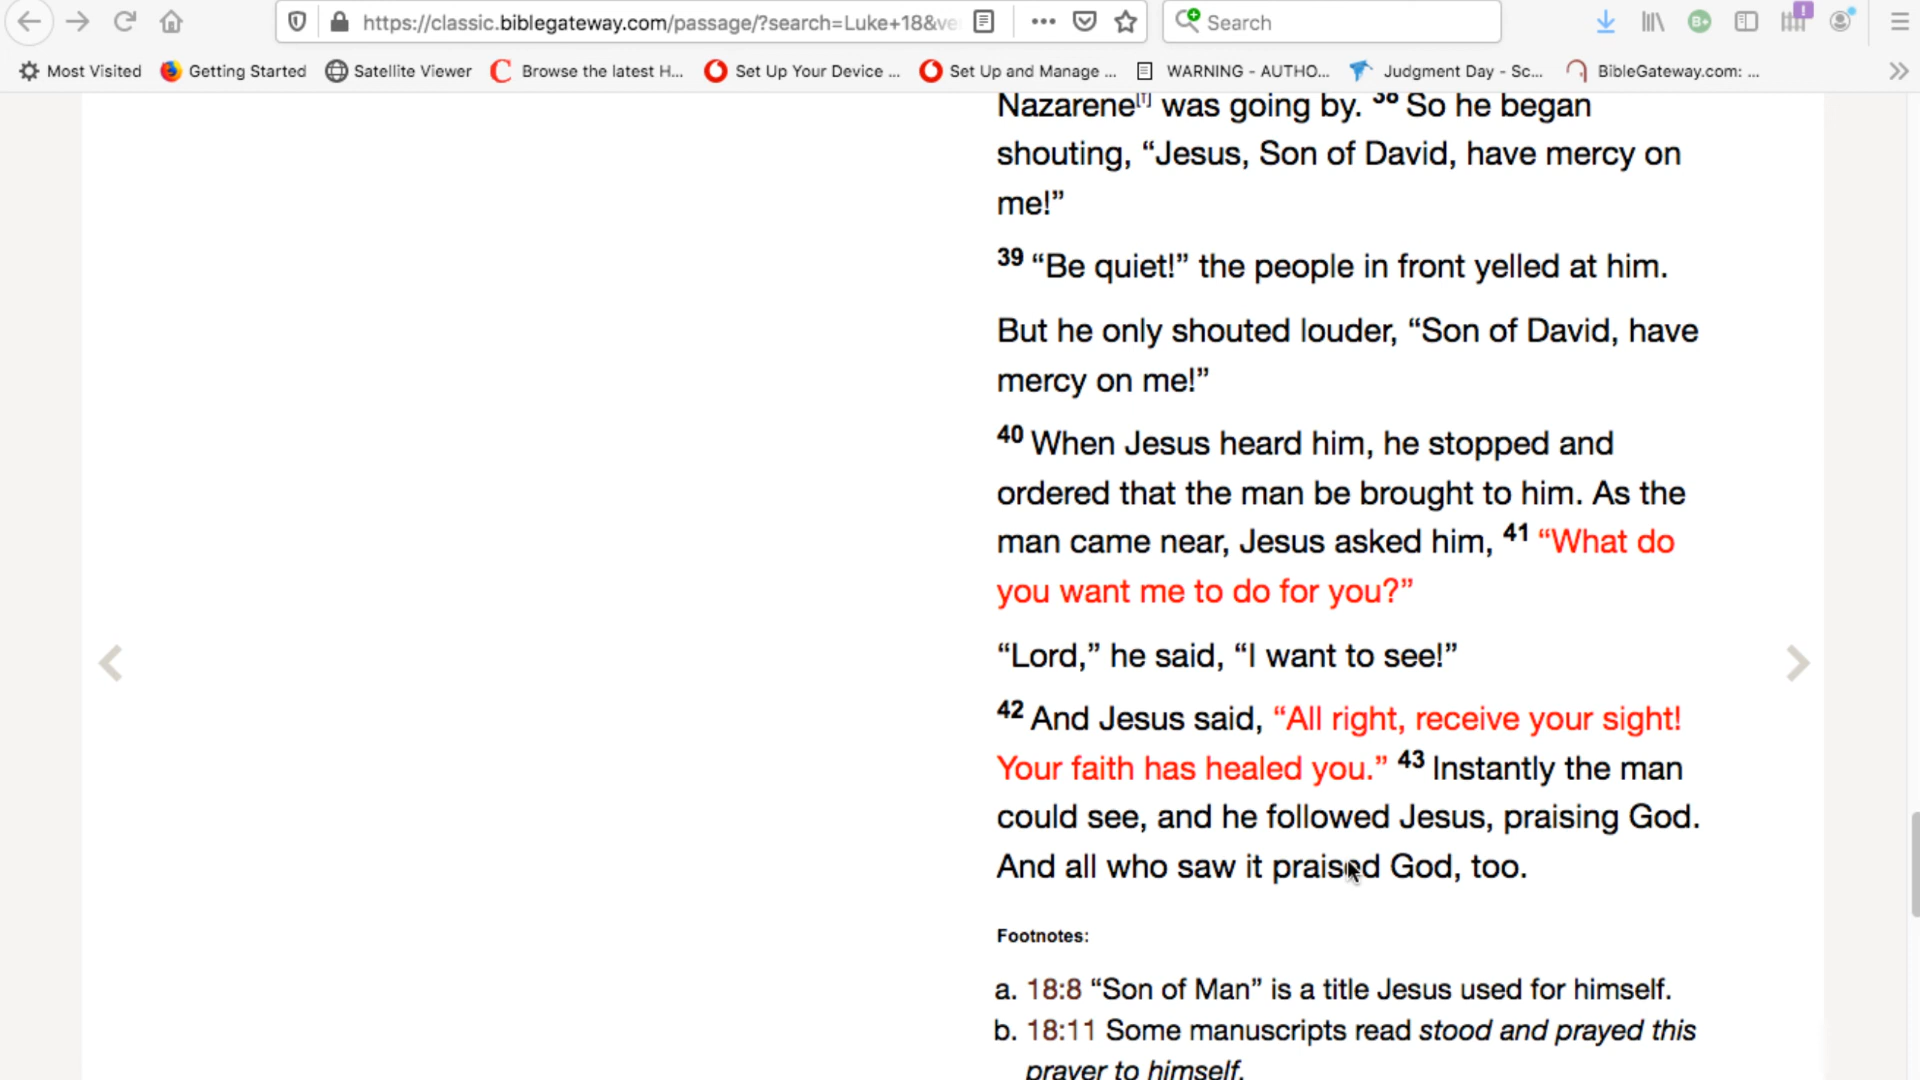 https://classic.biblegateway.com/passage/?search=Luke+18&ve
Search
Most Visited
Getting Started
Satellite Viewer
Browse the latest H...
Set Up Your Device ...
Set Up and Manage ...
WARNING - AUTHO...
Judgment Day - Sc...
BibleGateway.com: ...
Nazarene was going by. 38 So he began
shouting, “Jesus, Son of David, have mercy on
me!”
39 “Be quiet!” the people in front yelled at him.
But he only shouted louder, “Son of David, have
mercy on me!”
40 When Jesus heard him, he stopped and
ordered that the man be brought to him. As the
man came near, Jesus asked him, 41 “What do
you want me to do for you?”
“Lord,” he said, “I want to see!”
42 And Jesus said, “All right, receive your sight!
Your faith has healed you.” 43 Instantly the man
could see, and he followed Jesus, praising God.
And all who saw it praised God, too.
Footnotes:
a. 18:8 “Son of Man” is a title Jesus used for himself.
b. 18:11 Some manuscripts read stood and prayed this
prayer to himself.